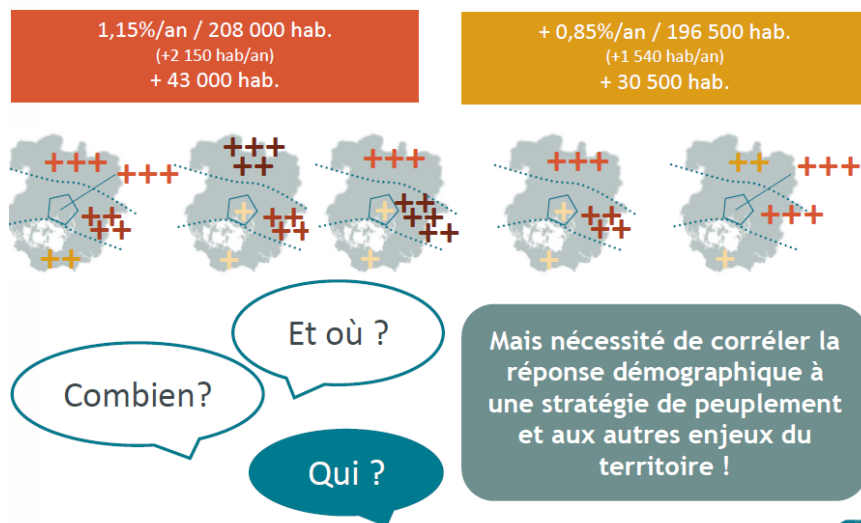 1,15%/an / 208 000 hab.
(+2 150 hab/an)
+ 43 000 hab.
+ 0,85%/an / 196 500 hab.
(+1 540 hab/an)
+ 30 500 hab.
+++
+++
++
++
++
+++
++
+
++
++
+
+++
+
++
++
++
+
+++
+
++
++
+
++
+++
+++
+
Et où ?
Combien?
Qui ?
Mais nécessité de corréler la
réponse démographique à
une stratégie de peuplement
et aux autres enjeux du
territoire !